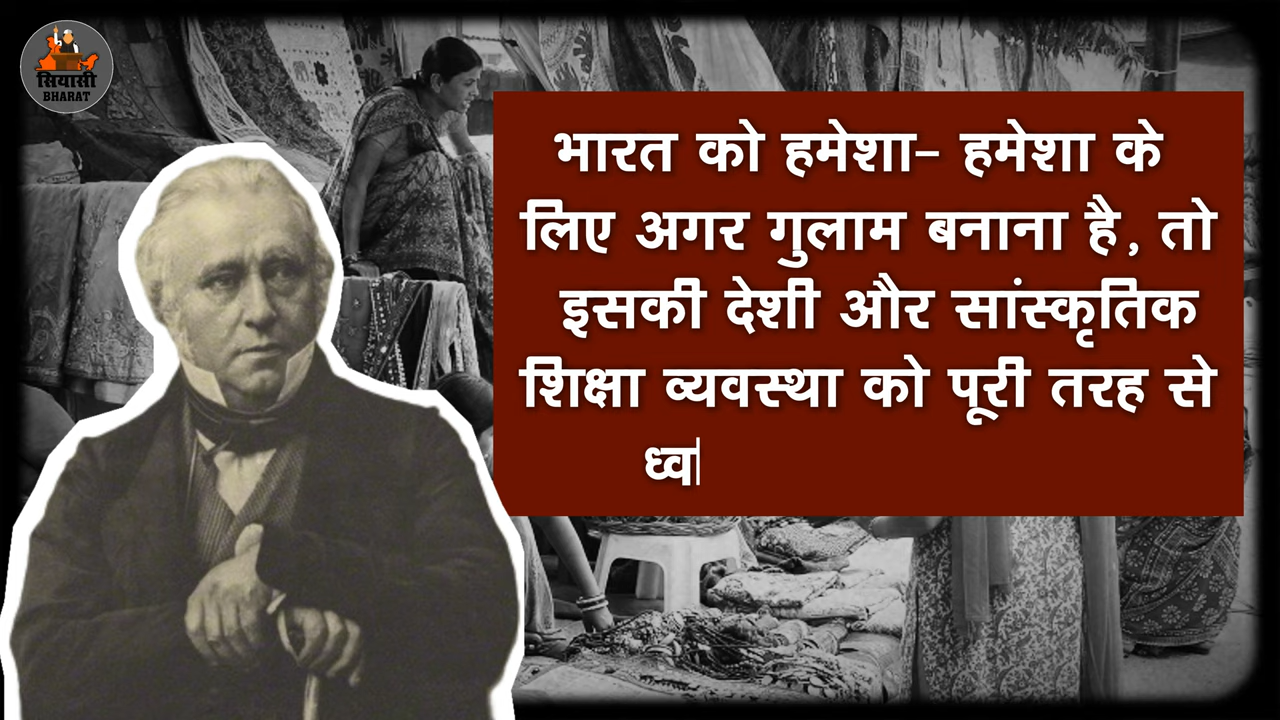 सियासी
BHARAT
भारत को हमेशा- हमेशा के
लिए अगर गुलाम बनाना है, तो
इसकी देशी और सांस्कृतिक
शिक्षा व्यवस्था को पूरी तरह से
ध्व